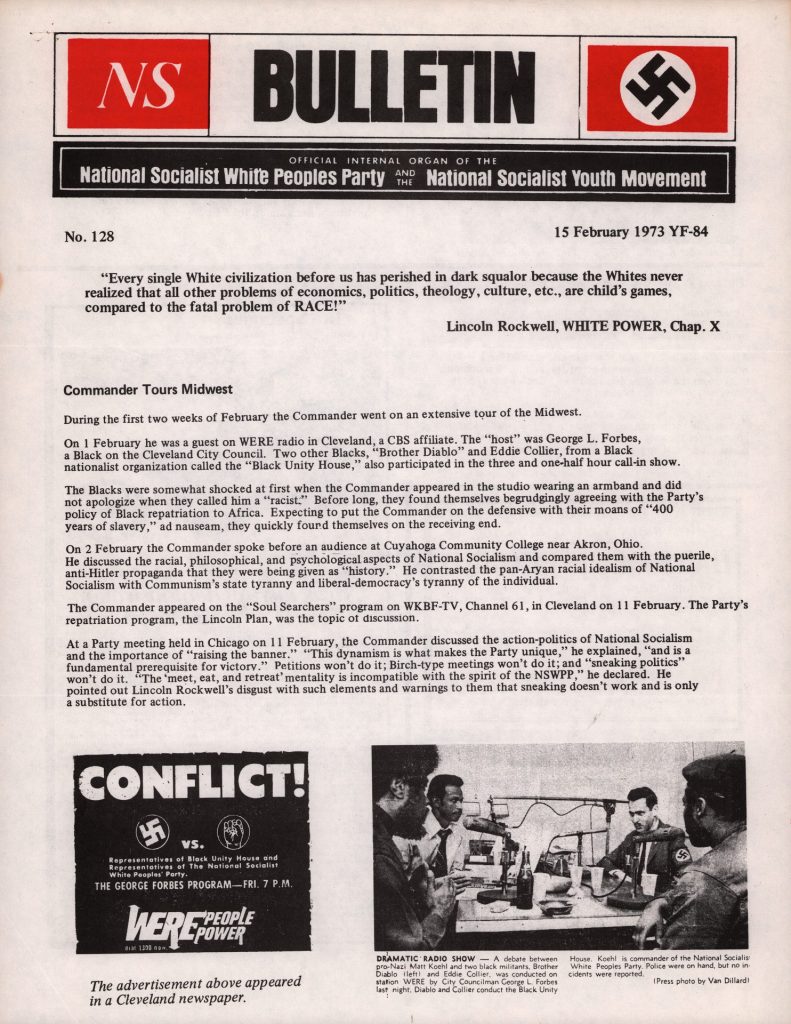 NS
BULLETIN
OFFICIAL INTERNAL ORGAN OF THE
National Socialist White Peoples Party AND THE National Socialist Youth Movement
No. 128
15 February 1973 YF-84
“Every single White civilization before us has perished in dark squalor because the Whites never
realized that all other problems of economics, politics, theology, culture, etc., are child’s games,
compared to the fatal problem of RACE!”
Lincoln Rockwell, WHITE POWER, Chap. X
Commander Tours Midwest
During the first two weeks of February the Commander went on an extensive tour of the Midwest.
On 1 February he was a guest on WERE radio in Cleveland, a CBS affiliate. The “host” was George L. Forbes,
a Black on the Cleveland City Council. Two other Blacks, “Brother Diablo” and Eddie Collier, from a Black
nationalist organization called the “Black Unity House,” also participated in the three and one-half hour call-in show.
The Blacks were somewhat shocked at first when the Commander appeared in the studio wearing an armband and did
not apologize when they called him a “racist.” Before long, they found themselves begrudgingly agreeing with the Party’s
policy of Black repatriation to Africa. Expecting to put the Commander on the defensive with their moans of “400
years of slavery,” ad nauseam, they quickly found themselves on the receiving end.
On 2 February the Commander spoke before an audience at Cuyahoga Community College near Akron, Ohio.
He discussed the racial, philosophical, and psychological aspects of National Socialism and compared them with the puerile,
anti-Hitler propaganda that they were being given as “history.” He contrasted the pan-Aryan racial idealism of National
Socialism with Communism’s state tyranny and liberal-democracy’s tyranny of the individual.
The Commander appeared on the “Soul Searchers” program on WKBF-TV, Channel 61, in Cleveland on 11 February. The Party’s
repatriation program, the Lincoln Plan, was the topic of discussion.
At a Party meeting held in Chicago on 11 February, the Commander discussed the action-politics of National Socialism
and the importance of “raising the banner.” “This dynamism is what makes the Party unique,” he explained, “and is a
fundamental prerequisite for victory.” Petitions won’t do it; Birch-type meetings won’t do it; and “sneaking politics”
won’t do it. “The ‘meet, eat, and retreat’ mentality is incompatible with the spirit of the NSWPP,” he declared. He
pointed out Lincoln Rockwell’s disgust with such elements and warnings to them that sneaking doesn’t work and is only
a substitute for action.
CONFLICT!
vs.
Representatives of Black Unity House and
Representatives of The National Socialist
White Peoples’ Party.
THE GEORGE FORBES PROGRAM—FRI. 7 P.M.
WERE PEOPLE POWER
dial 1300 now.
The advertisement above appeared
in a Cleveland newspaper.
DRAMATIC RADIO SHOW — A debate between
pro-Nazi Matt Koehl and two black militants, Brother
Diablo (left) and Eddie Collier, was conducted on
station WERE by City Councilman George L. Forbes
last night. Diablo and Collier conduct the Black Unity
House. Koehl is commander of the National Socialis
White Peoples Party. Police were on hand, but no in-
cidents were reported.
(Press photo by Van Dillard)